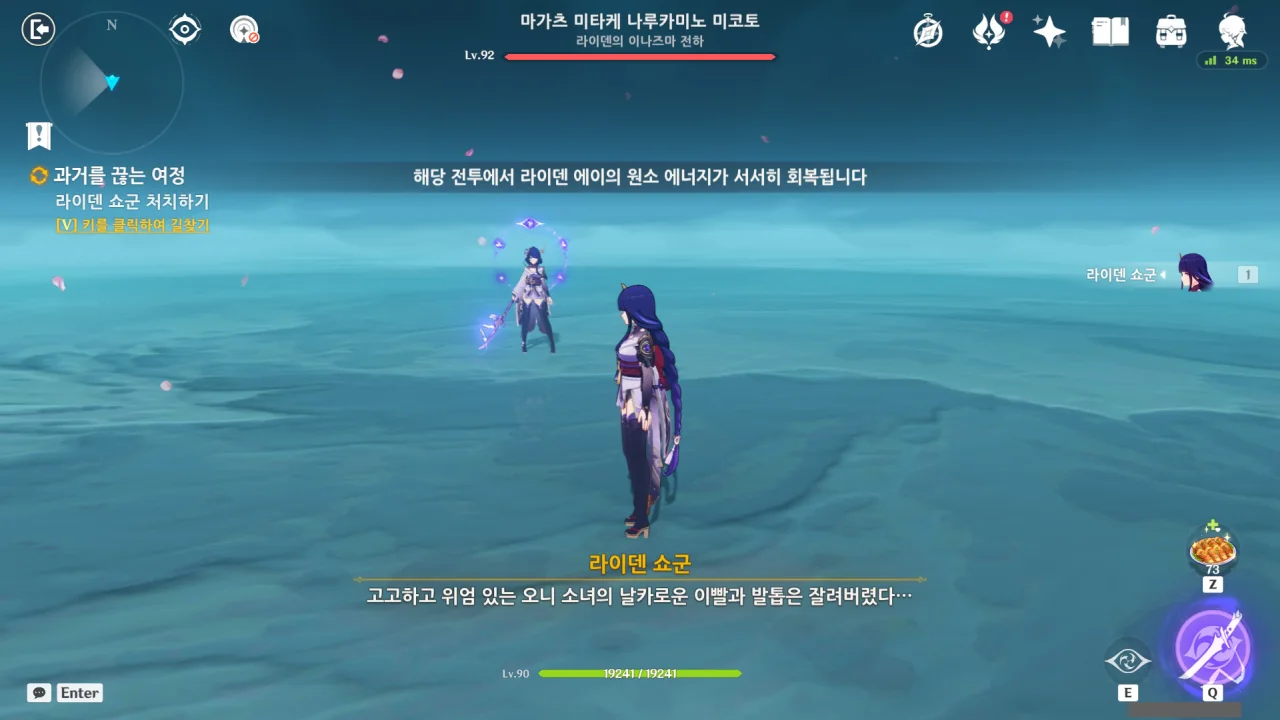 N
마가츠 미타케 나루카미노 미코토
라이덴의 이나즈마 전하
Lv.92
34 ms
과거를 끊는 여정
라이덴 쇼군 처치하기
[V] 키를 클릭하여 길찾기
해당 전투에서 라이덴 에이의 원소 에너지가 서서히 회복됩니다
라이덴 쇼군
1
라이덴 쇼군
고고하고 위엄 있는 오니 소녀의 날카로운 이빨과 발톱은 잘려버렸다…
73
Z
Lv.90
19241 / 19241
E
Q
Enter